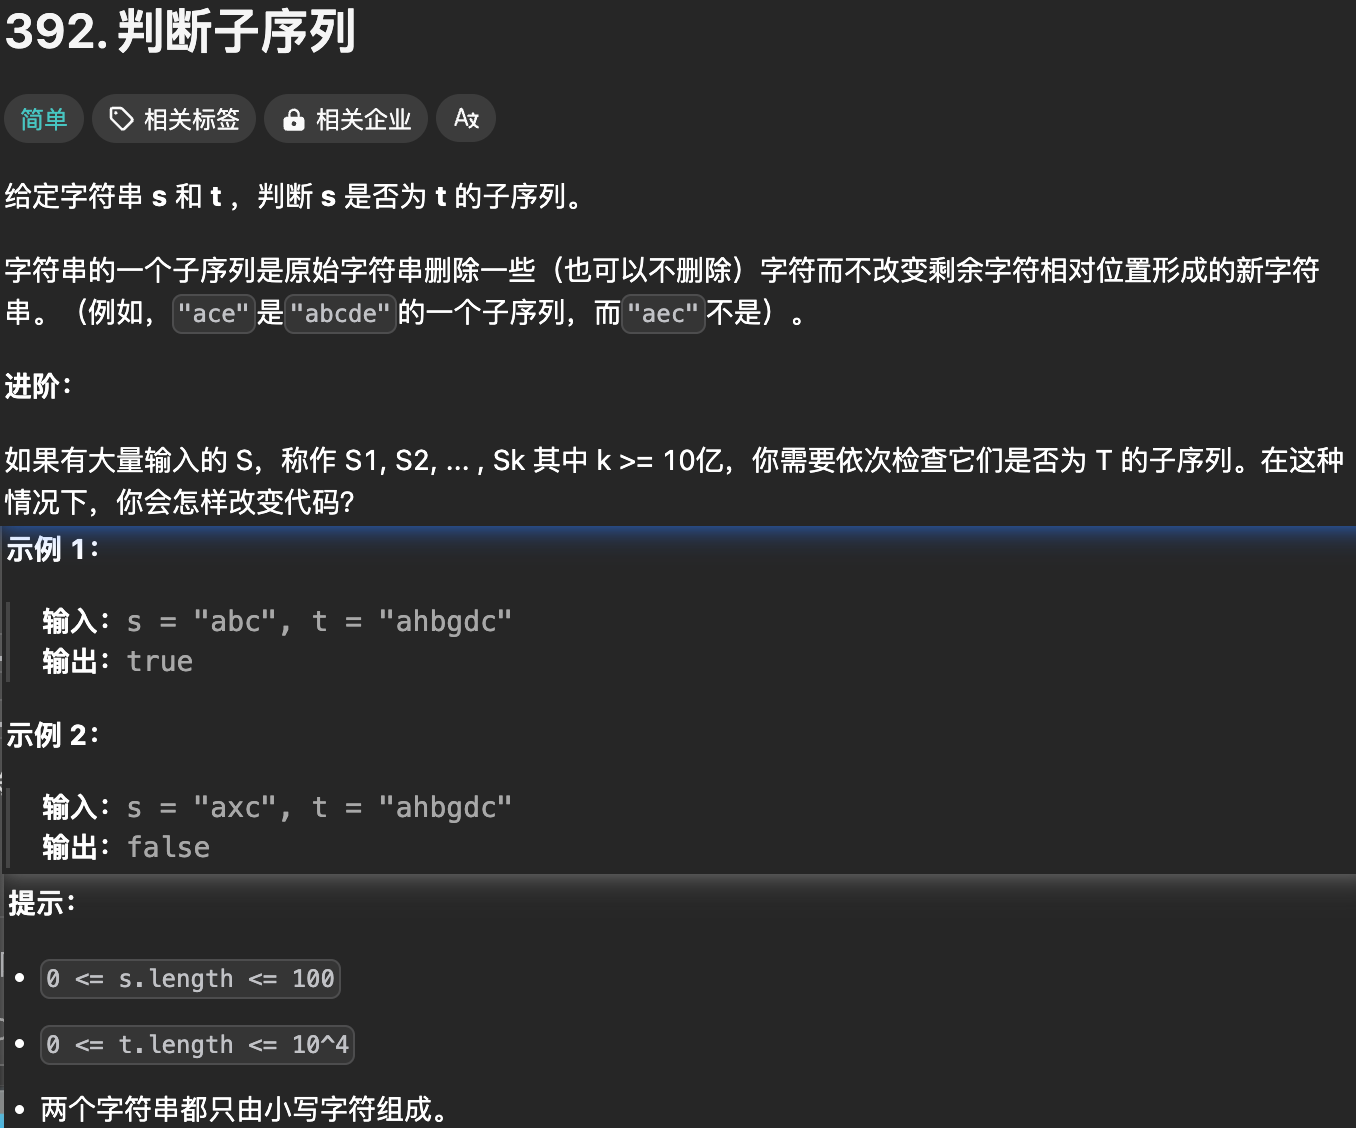 392. 判断子序列
简单 相关标签 相关企业 A文
给定字符串 s 和 t ，判断 s 是否为 t 的子序列。
字符串的一个子序列是原始字符串删除一些（也可以不删除）字符而不改变剩余字符相对位置形成的新字符
串。（例如，"ace"是"abcde"的一个子序列，而"aec"不是）。
进阶：
如果有大量输入的 S，称作 S1, S2, ... , Sk 其中 k >= 10亿，你需要依次检查它们是否为 T 的子序列。在这种
情况下，你会怎样改变代码？
示例 1：
输入：s = "abc", t = "ahbgdc"
输出：true
示例 2：
输入：s = "axc", t = "ahbgdc"
输出：false
提示：
• 0 <= s.length <= 100
• 0 <= t.length <= 10^4
• 两个字符串都只由小写字符组成。